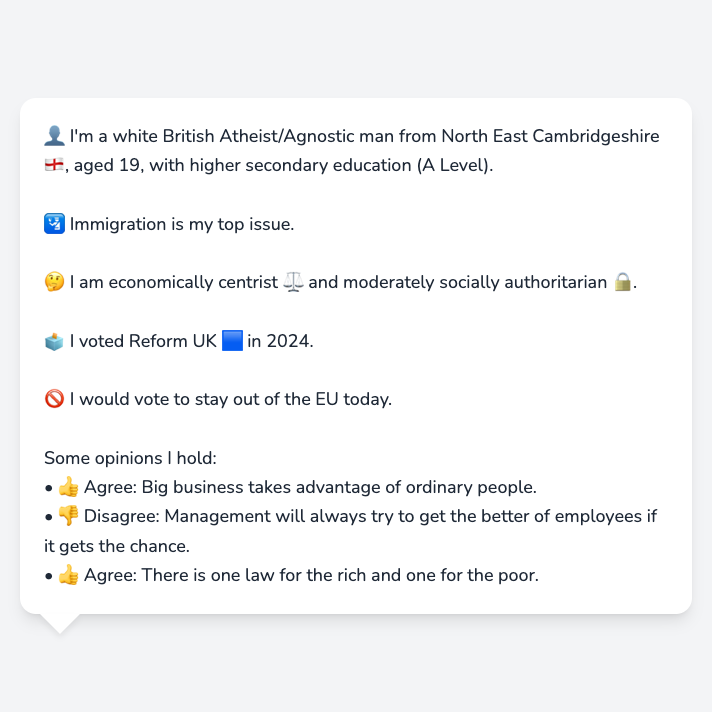 👤 I'm a white British Atheist/Agnostic man from North East Cambridgeshire
🏴󠁧󠁢󠁥󠁮󠁧󠁿, aged 19, with higher secondary education (A Level).
🛂 Immigration is my top issue.
🤔 I am economically centrist ⚖️ and moderately socially authoritarian 🔒.
🗳️ I voted Reform UK 🟦 in 2024.
🚫 I would vote to stay out of the EU today.
Some opinions I hold:
• 👍 Agree: Big business takes advantage of ordinary people.
• 👎 Disagree: Management will always try to get the better of employees if
it gets the chance.
• 👍 Agree: There is one law for the rich and one for the poor.